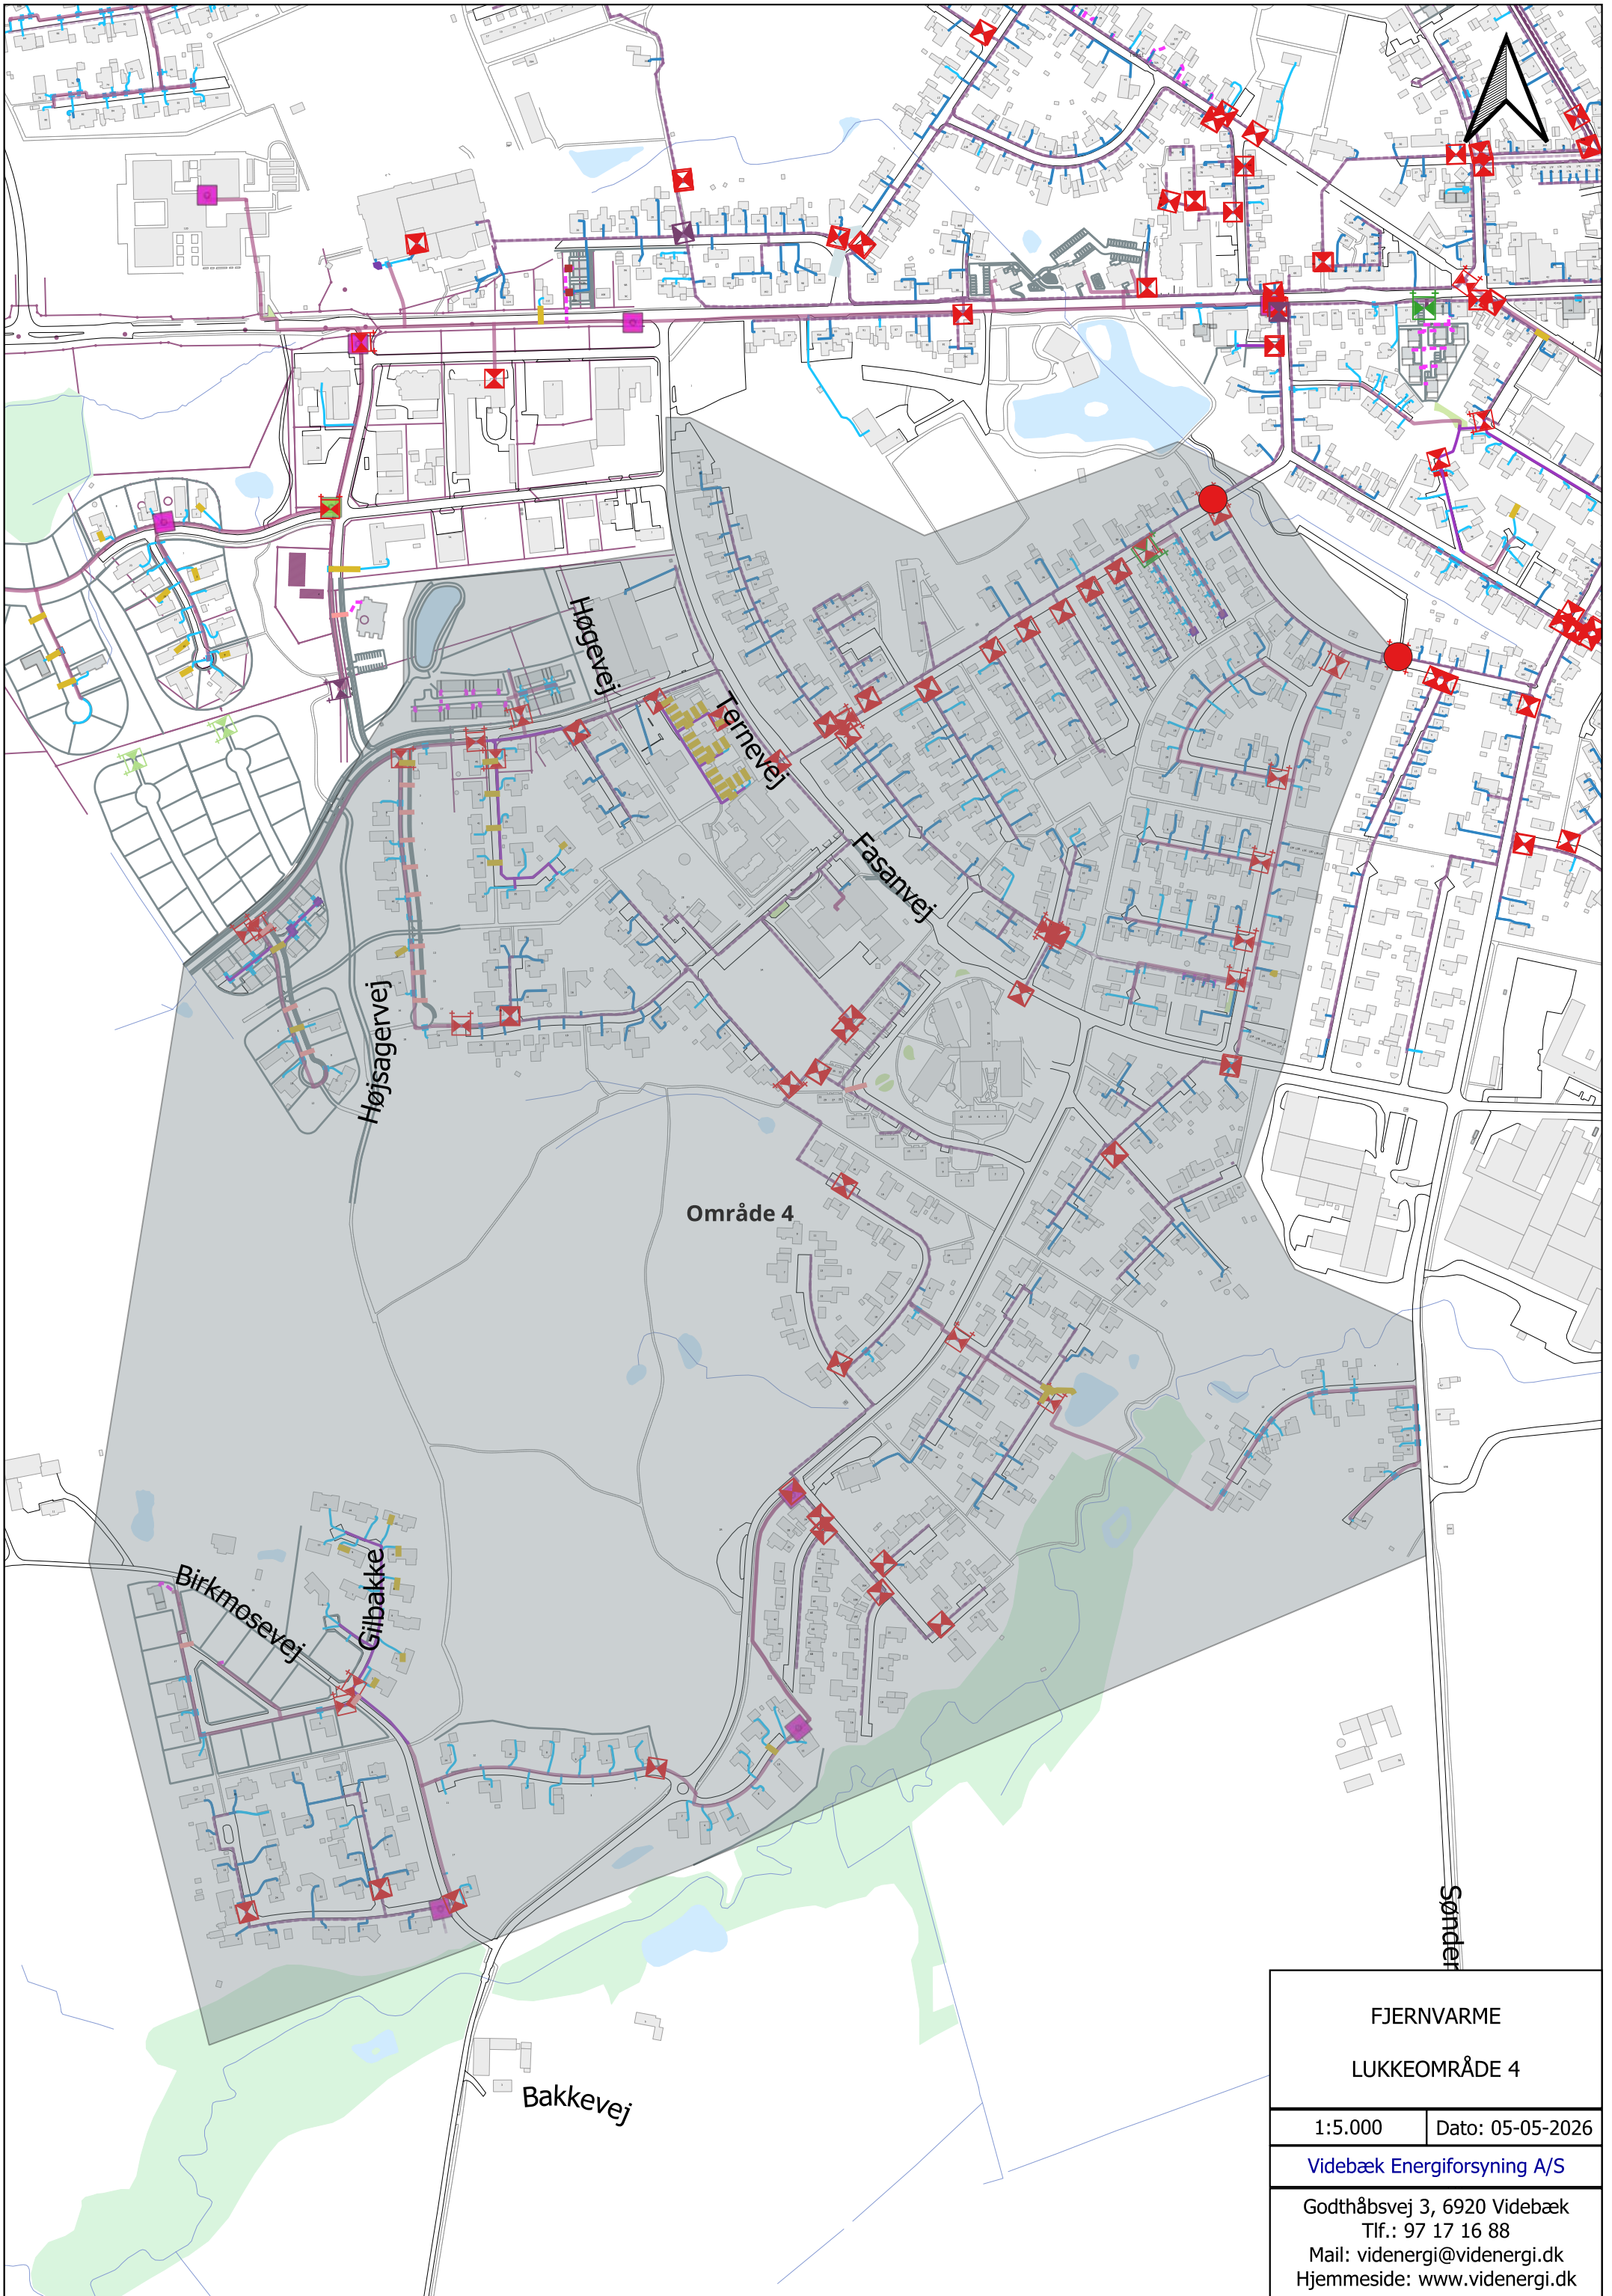 Høgevej
Ternevej
Fasanvej
Højsagervej
Område 4
Birkmosevej
Gilbakke
Sønder
Bakkevej
FJERNVARME
LUKKEOMRÅDE 4
1:5.000
Dato: 05-05-2026
Videbæk Energiforsyning A/S
Godthåbsvej 3, 6920 Videbæk
Tlf.: 97 17 16 88
Mail: videnergi@videnergi.dk
Hjemmeside: www.videnergi.dk